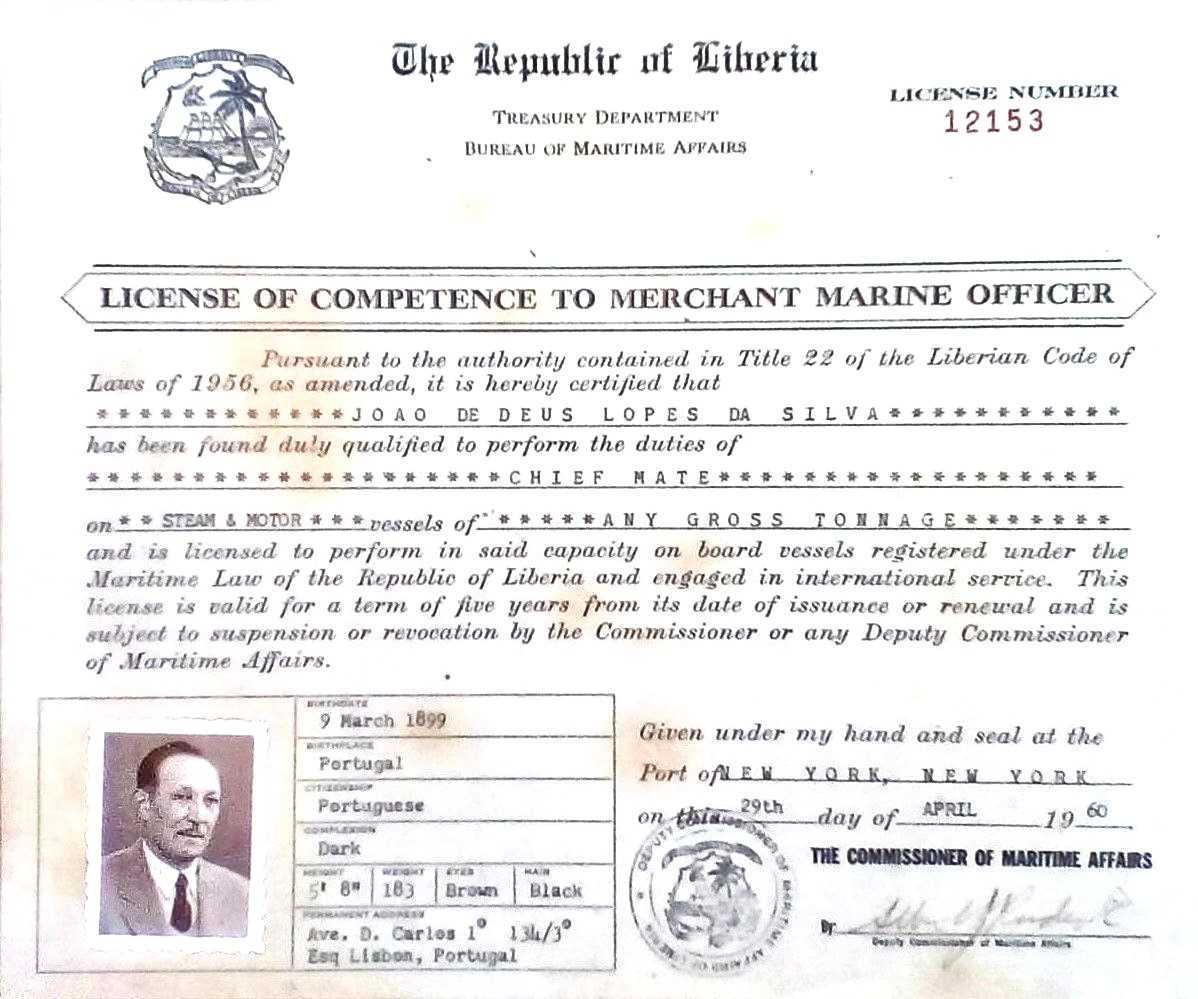 The Republic of Liberia
TREASURY DEPARTMENT
BUREAU OF MARITIME AFFAIRS
LICENSE NUMBER
12153
LICENSE OF COMPETENCE TO MERCHANT MARINE OFFICER
Pursuant to the authority contained in Title 22 of the Liberian Code of
Laws of 1956, as amended, it is hereby certified that
************JOAO DE DEUS LOPES DA SILVA***********
has been found duly qualified to perform the duties of
********************CHIEF MATE******************
on ** STEAM & MOTOR *** vessels of *****ANY GROSS TONNAGE*******
and is licensed to perform in said capacity on board vessels registered under the
Maritime Law of the Republic of Liberia and engaged in international service. This
license is valid for a term of five years from its date of issuance or renewal and is
subject to suspension or revocation by the Commissioner or any Deputy Commissioner
of Maritime Affairs.
BIRTHDATE
9 March 1899
BIRTHPLACE
Portugal
CITIZENSHIP
Portuguese
COMPLEXION
Dark
HEIGHT WEIGHT EYES HAIR
5' 8" 183 Brown Black
PERMANENT ADDRESS
Ave. D. Carlos 1º 134/3º
Esq Lisbon, Portugal
Given under my hand and seal at the
Port of NEW YORK, NEW YORK
on this 29th day of APRIL 1960
THE COMMISSIONER OF MARITIME AFFAIRS
By
Deputy Commissioner of Maritime Affairs
DEPUTY COMMISSIONER OF MARITIME AFFAIRS OF LIBERIA